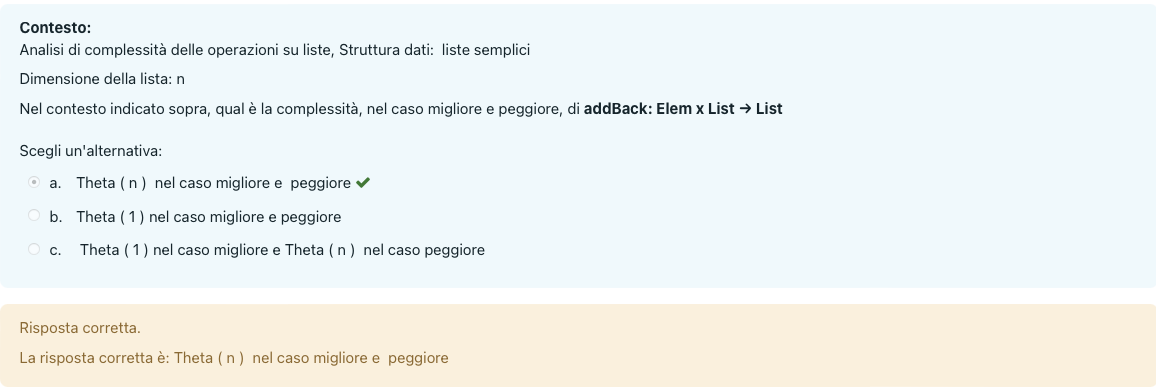 Contesto:
Analisi di complessità delle operazioni su liste, Struttura dati:  liste semplici
Dimensione della lista: n
Nel contesto indicato sopra, qual è la complessità, nel caso migliore e peggiore, di addBack: Elem x List → List
Scegli un'alternativa:
a. Theta ( n )  nel caso migliore e  peggiore ✔
b. Theta ( 1 ) nel caso migliore e peggiore
c. Theta ( 1 ) nel caso migliore e Theta ( n )  nel caso peggiore
Risposta corretta.
La risposta corretta è: Theta ( n )  nel caso migliore e  peggiore